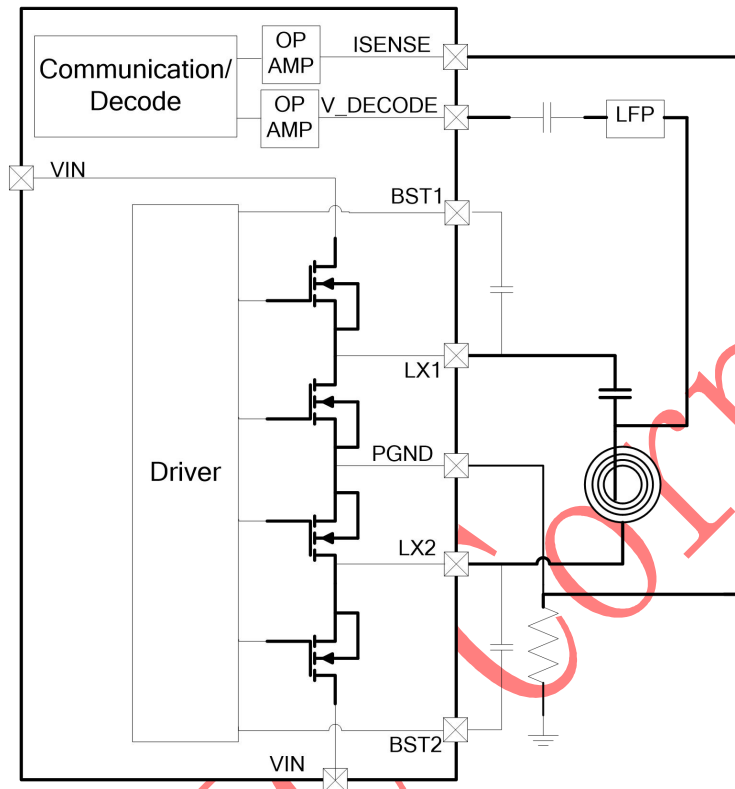 OP
AMP
ISENSE
Communication/
Decode
OP
AMP
V_DECODE
LFP
VIN
BST1
LX1
PGND
Driver
LX2
BST2
VIN